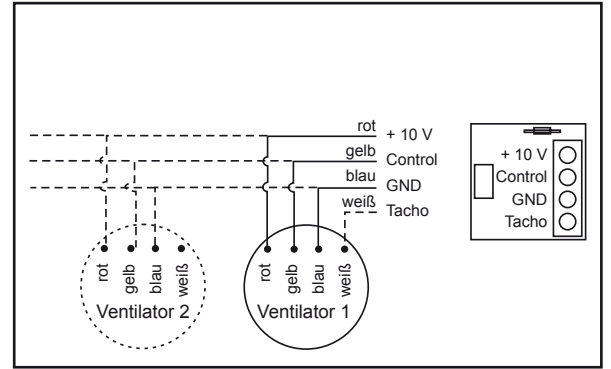 rot + 10 V
gelb Control
blau GND
weiß Tacho
+ 10 V
Control
GND
Tacho
rot gelb blau weiß
Ventilator 2
rot gelb blau weiß
Ventilator 1